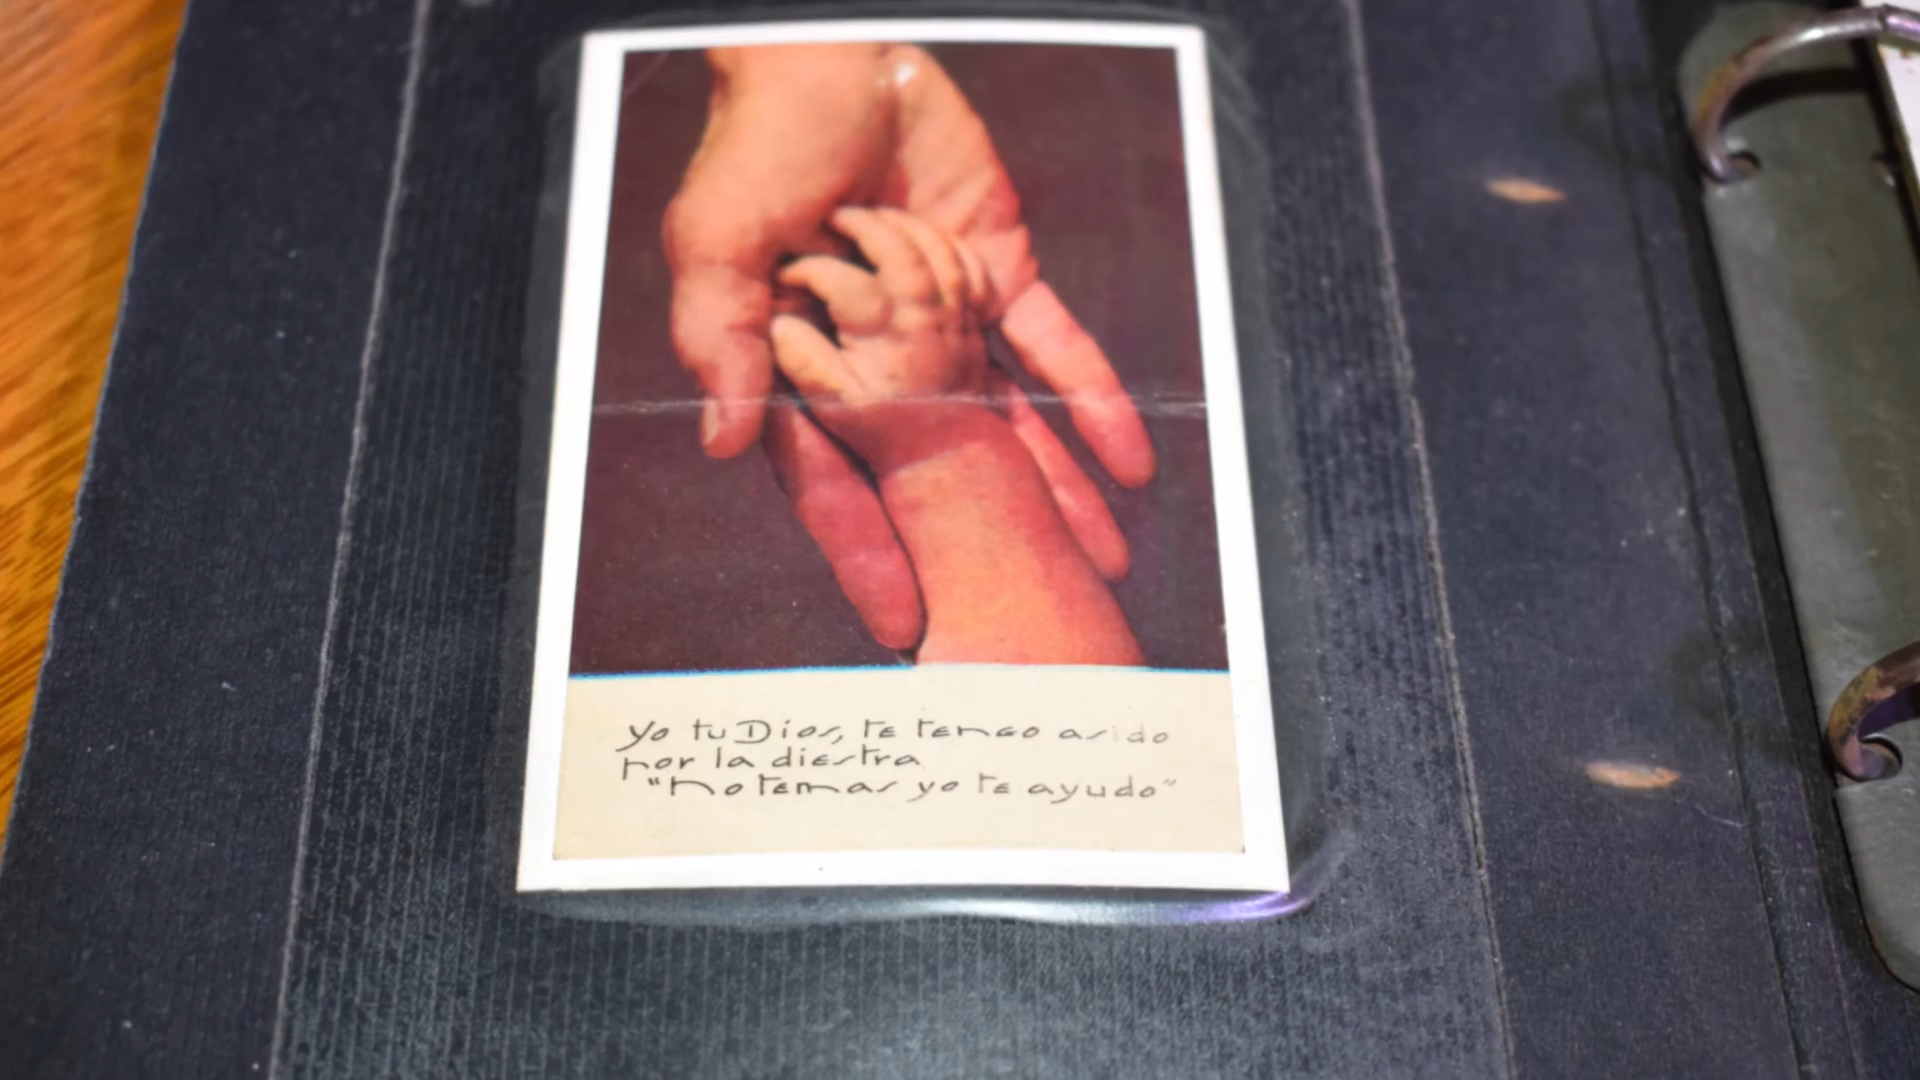 yo tu Dios, te tengo asido
por la diestra
"no temas yo te ayudo"